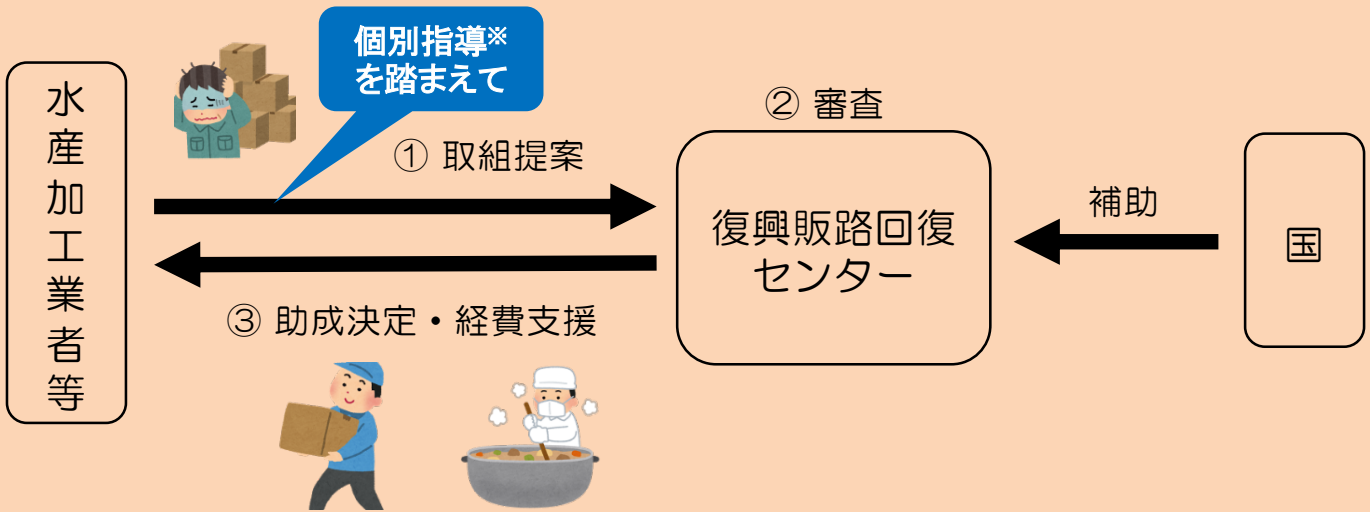 水産加工業者等
個別指導※
を踏まえて
① 取組提案
② 審査
復興販路回復
センター
③ 助成決定・経費支援
補助
国